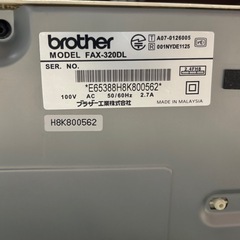 brother
MODEL FAX-320DL
SER. NO.
T A07-0126005
R 001NYDE1125
*E65388H8K800562*
100V AC 50/60Hz 2.7A
ブラザー工業株式会社
MADE IN MALAYSIA
H8K800562